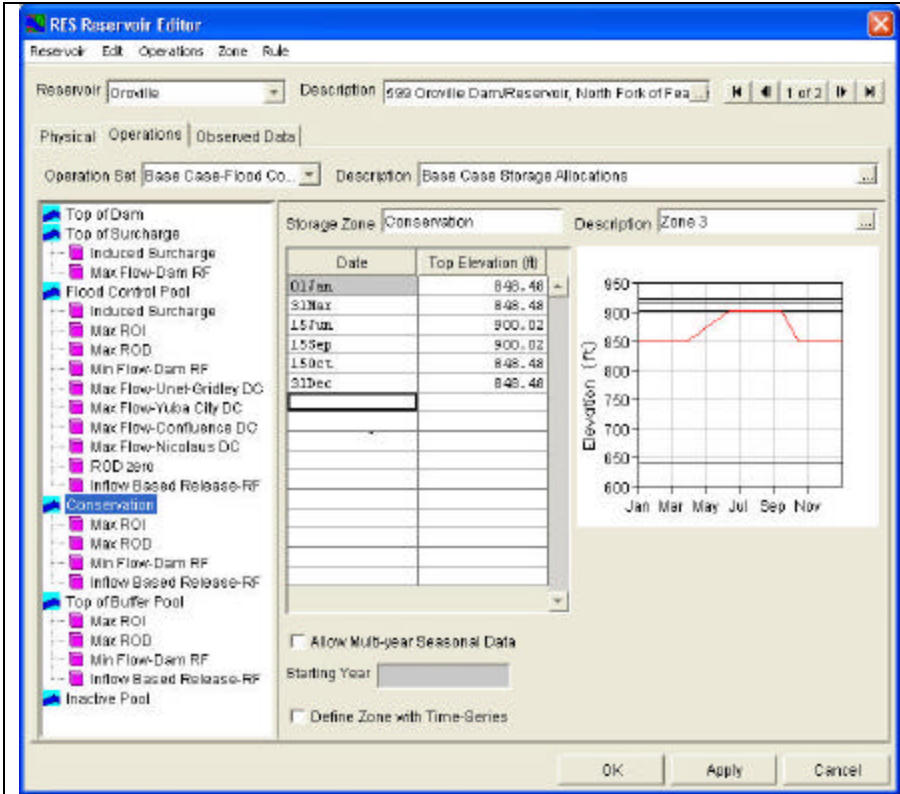 RES Reservoir Editor
Reservoir Edit Operations Zone Rule
Reservoir Oroville Description 599 Oroville Dam/Reservoir, North Fork of Fea... 1 of 2
Physical Operations Observed Data
Operation Set Base Case-Flood Co... Description Base Case Storage Allocations ...
Top of Dam
Top of Surcharge
Induced Surcharge
Max Flow-Dam RF
Flood Control Pool
Induced Surcharge
Max ROI
Max ROD
Min Flow-Dam RF
Max Flow-Unet-Gridley DC
Max Flow-Yuba City DC
Max Flow-Confluence DC
Max Flow-Nicolaus DC
ROD zero
Inflow Based Release-RF
Conservation
Max ROI
Max ROD
Min Flow-Dam RF
Inflow Based Release-RF
Top of Buffer Pool
Max ROI
Max ROD
Min Flow-Dam RF
Inflow Based Release-RF
Inactive Pool
Storage Zone Conservation Description Zone 3 ...
Date Top Elevation (ft)
01Jan 848.48
31Mar 848.48
15Jun 900.02
15Sep 900.02
15Oct 848.48
31Dec 848.48
Elevation (ft)
950
900
850
800
750
700
650
600
Jan Mar May Jul Sep Nov
Allow Multi-year Seasonal Data
Starting Year
Define Zone with Time-Series
OK Apply Cancel